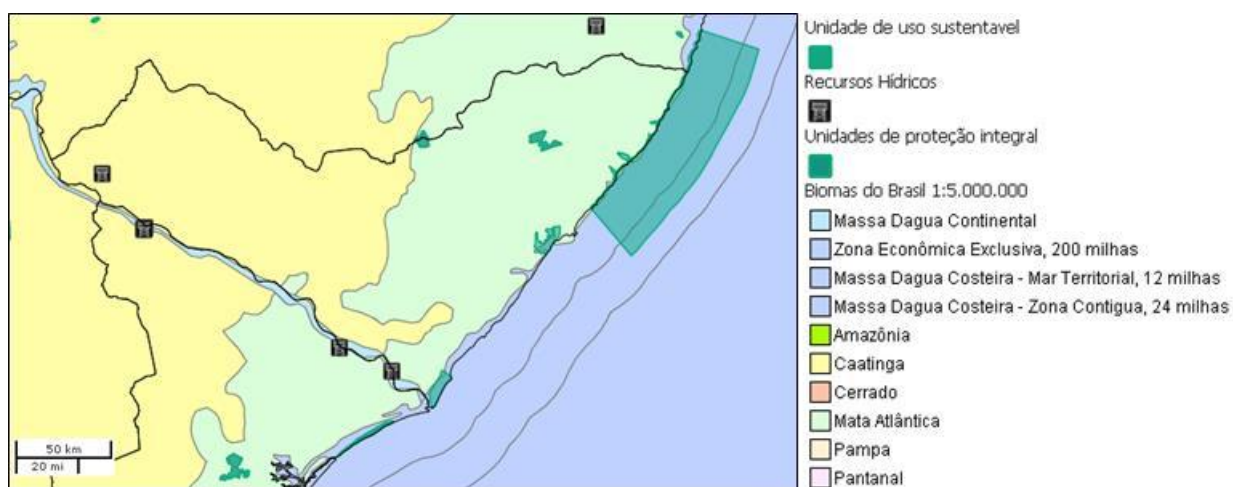 Unidade de uso sustentavel
Recursos Hídricos
Unidades de proteção integral
Biomas do Brasil 1:5.000.000
Massa Dagua Continental
Zona Econômica Exclusiva, 200 milhas
Massa Dagua Costeira - Mar Territorial, 12 milhas
Massa Dagua Costeira - Zona Contigua, 24 milhas
Amazônia
Caatinga
Cerrado
Mata Atlântica
Pampa
Pantanal
50 km
20 mi